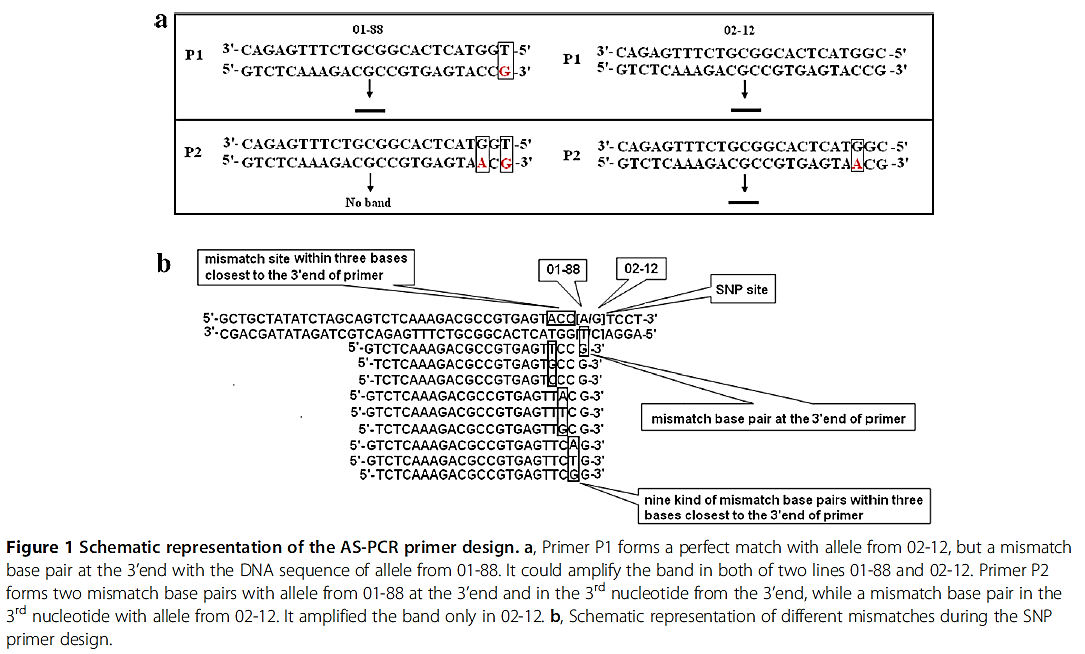 a
01-88
02-12
P1
3'-CAGAGTTTCTGCGGCACTCATGGT-5'
5'-GTCTCAAAGACGCCGTGAGTACCG-3'
P1
3'-CAGAGTTTCTGCGGCACTCATGGC-5'
5'-GTCTCAAAGACGCCGTGAGTACCG-3'
P2
3'-CAGAGTTTCTGCGGCACTCATGGT-5'
5'-GTCTCAAAGACGCCGTGAGTAACG-3'
No band
P2
3'-CAGAGTTTCTGCGGCACTCATGGC-5'
5'-GTCTCAAAGACGCCGTGAGTAACG-3'
b
mismatch site within three bases
closest to the 3'end of primer
01-88
02-12
SNP site
5'-GCTGCTATATCTAGCAGTCTCAAAGACGCCGTGAGTACC[A/G]TCCT-3'
3'-CGACGATATAGATCGTCAGAGTTTCTGCGGCACTCATGG[T/C]AGGA-5'
5'-GTCTCAAAGACGCCGTGAGTTCC G-3'
5'-TCTCAAAGACGCCGTGAGTGCC G-3'
5'-TCTCAAAGACGCCGTGAGTCCC G-3'
5'-GTCTCAAAGACGCCGTGAGTTAC G-3'
5'-GTCTCAAAGACGCCGTGAGTTTC G-3'
5'-TCTCAAAGACGCCGTGAGTTGC G-3'
5'-GTCTCAAAGACGCCGTGAGTTCA G-3'
5'-GTCTCAAAGACGCCGTGAGTTCT G-3'
5'-TCTCAAAGACGCCGTGAGTTCG G-3'
mismatch base pair at the 3'end of primer
nine kind of mismatch base pairs within three
bases closest to the 3'end of primer
Figure 1 Schematic representation of the AS-PCR primer design. a, Primer P1 forms a perfect match with allele from 02-12, but a mismatch
base pair at the 3'end with the DNA sequence of allele from 01-88. It could amplify the band in both of two lines 01-88 and 02-12. Primer P2
forms two mismatch base pairs with allele from 01-88 at the 3'end and in the 3rd nucleotide from the 3'end, while a mismatch base pair in the
3rd nucleotide with allele from 02-12. It amplified the band only in 02-12. b, Schematic representation of different mismatches during the SNP
primer design.